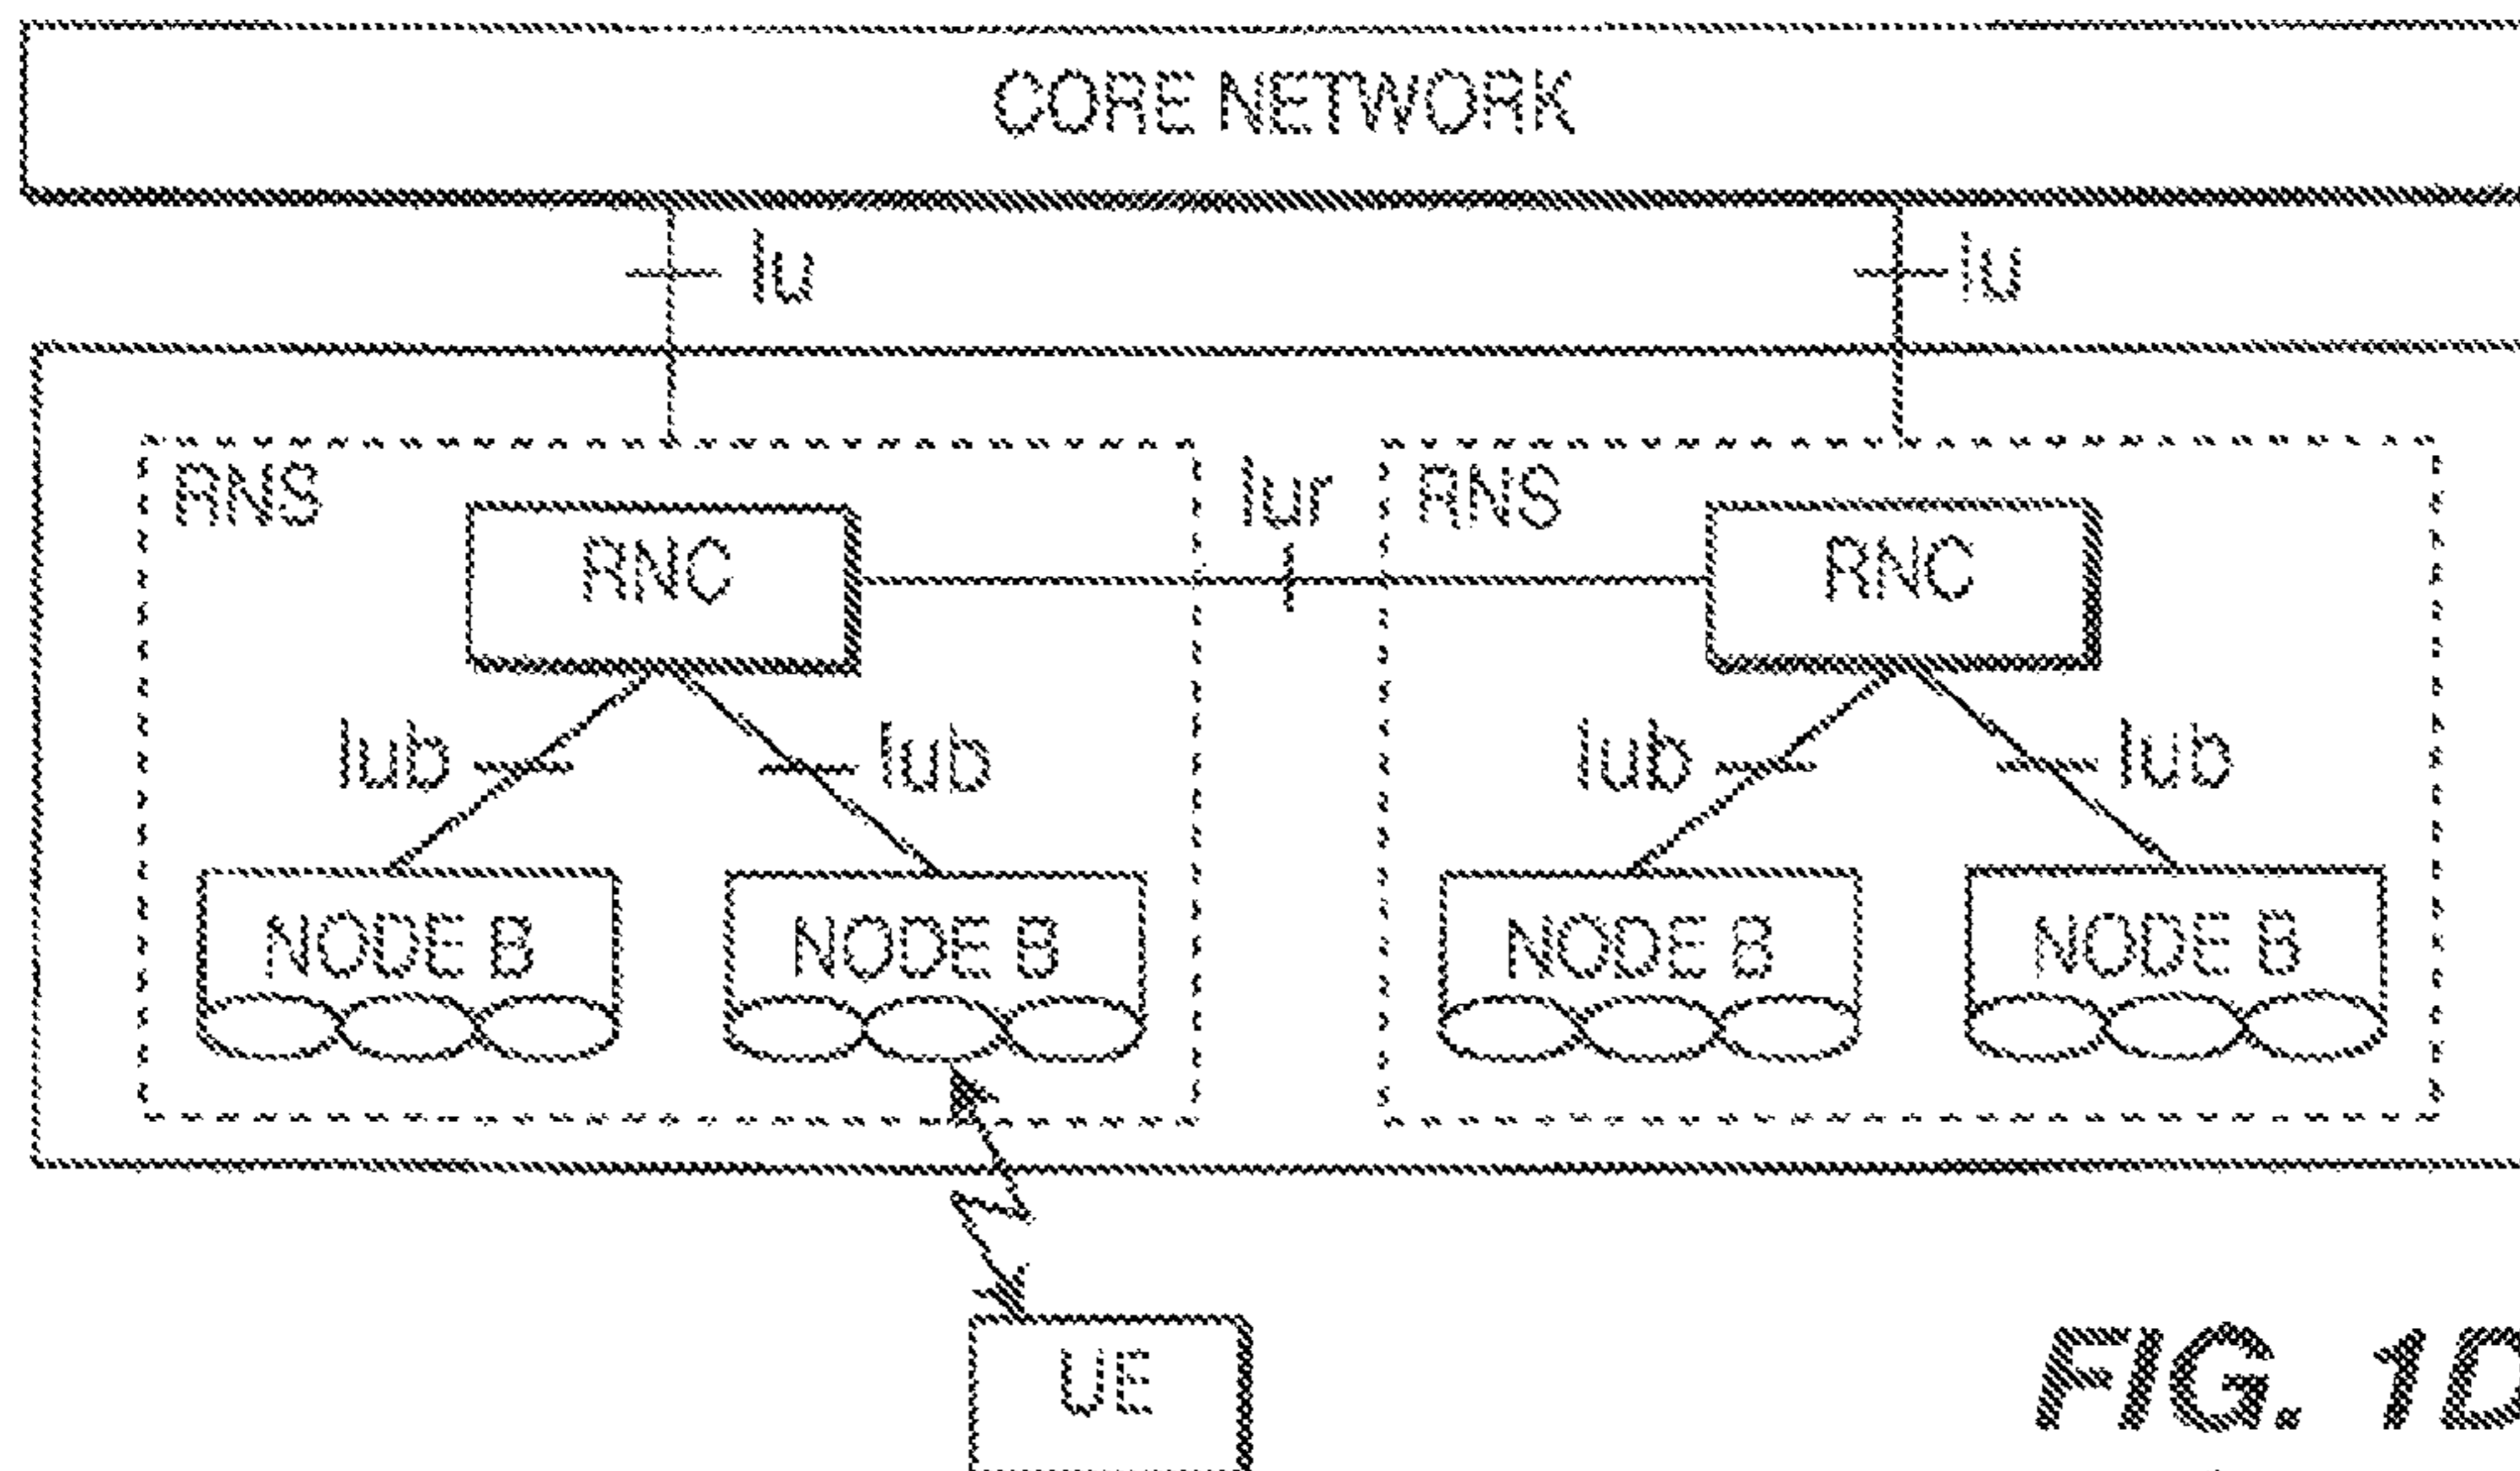 CORE NETWORK
Iu
Iu
RNS
Iur
RNS
RNC
RNC
Iub
Iub
Iub
Iub
NODE B
NODE B
NODE B
NODE B
UE
FIG. 1D